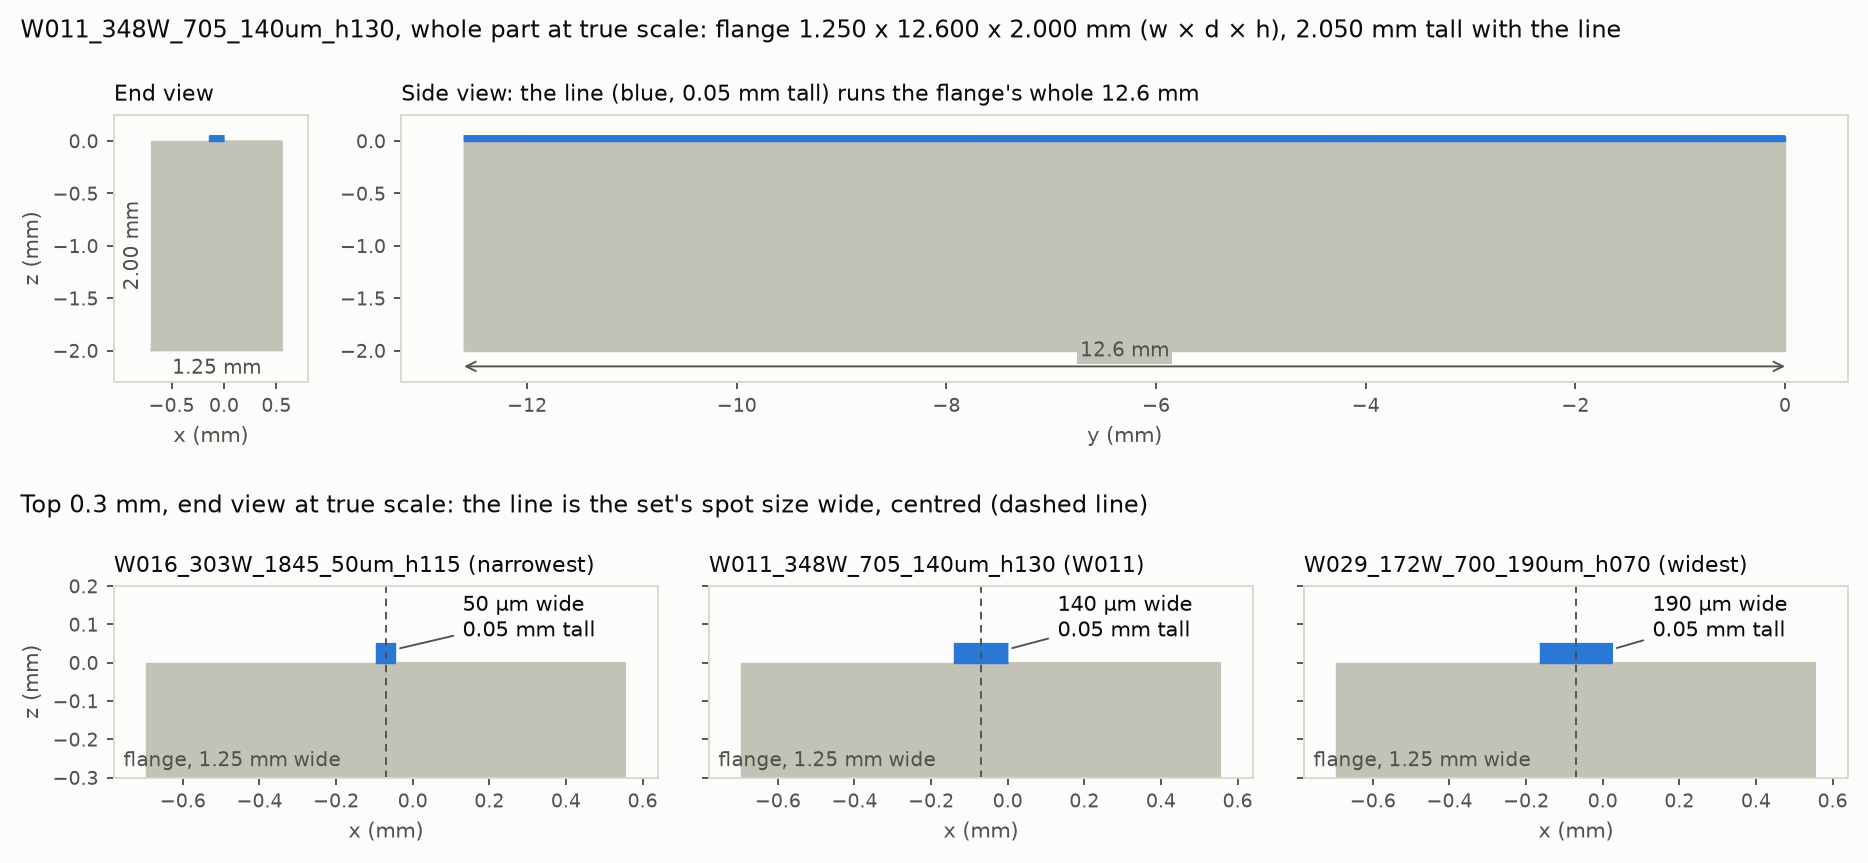 W011_348W_705_140um_h130, whole part at true scale: flange 1.250 x 12.600 x 2.000 mm (w × d × h), 2.050 mm tall with the line
End view
0.0
−0.5
−1.0
−1.5
−2.0
z (mm)
2.00 mm
1.25 mm
−0.5 0.0 0.5
x (mm)
Side view: the line (blue, 0.05 mm tall) runs the flange's whole 12.6 mm
0.0
−0.5
−1.0
−1.5
−2.0
12.6 mm
−12 −10 −8 −6 −4 −2 0
y (mm)
Top 0.3 mm, end view at true scale: the line is the set's spot size wide, centred (dashed line)
W016_303W_1845_50um_h115 (narrowest)
0.2
0.1
0.0
−0.1
−0.2
−0.3
z (mm)
50 µm wide
0.05 mm tall
flange, 1.25 mm wide
−0.6 −0.4 −0.2 0.0 0.2 0.4 0.6
x (mm)
W011_348W_705_140um_h130 (W011)
140 µm wide
0.05 mm tall
flange, 1.25 mm wide
−0.6 −0.4 −0.2 0.0 0.2 0.4 0.6
x (mm)
W029_172W_700_190um_h070 (widest)
190 µm wide
0.05 mm tall
flange, 1.25 mm wide
−0.6 −0.4 −0.2 0.0 0.2 0.4 0.6
x (mm)